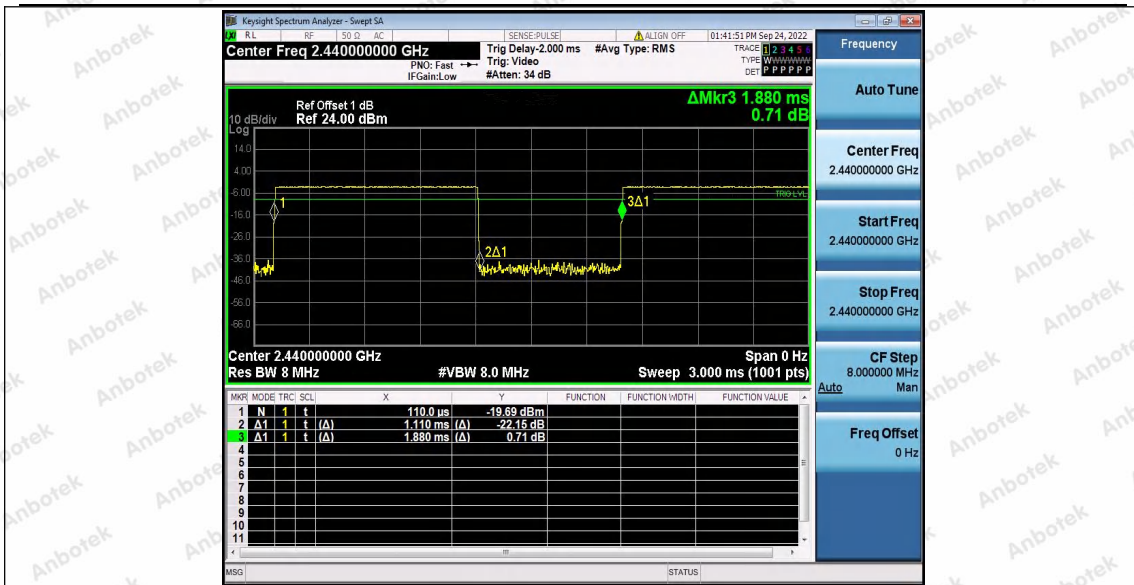 Keysight Spectrum Analyzer - Swept SA
LXI RL RF 50 Ω AC SENSE:PULSE ALIGN OFF 01:41:51 PM Sep 24, 2022
Center Freq 2.440000000 GHz
Trig Delay-2.000 ms #Avg Type: RMS
TRACE 1 2 3 4 5 6
PNO: Fast Trig: Video
TYPE WWWWWW
IFGain:Low #Atten: 34 dB
DET P P P P P P
ΔMkr3 1.880 ms
0.71 dB
Ref Offset 1 dB
10 dB/div Ref 24.00 dBm
Log
14.0
4.00
-6.00
TRIG LVL
-16.0
-26.0
-36.0
-46.0
-56.0
-66.0
1
2Δ1
3Δ1
Center 2.440000000 GHz Span 0 Hz
Res BW 8 MHz #VBW 8.0 MHz Sweep 3.000 ms (1001 pts)
MKR MODE TRC SCL X Y FUNCTION FUNCTION WIDTH FUNCTION VALUE
1 N 1 t 110.0 µs -19.69 dBm
2 Δ1 1 t (Δ) 1.110 ms (Δ) -22.15 dB
3 Δ1 1 t (Δ) 1.880 ms (Δ) 0.71 dB
4
5
6
7
8
9
10
11
MSG STATUS
Frequency
Auto Tune
Center Freq
2.440000000 GHz
Start Freq
2.440000000 GHz
Stop Freq
2.440000000 GHz
CF Step
8.000000 MHz
Auto Man
Freq Offset
0 Hz
Anbotek